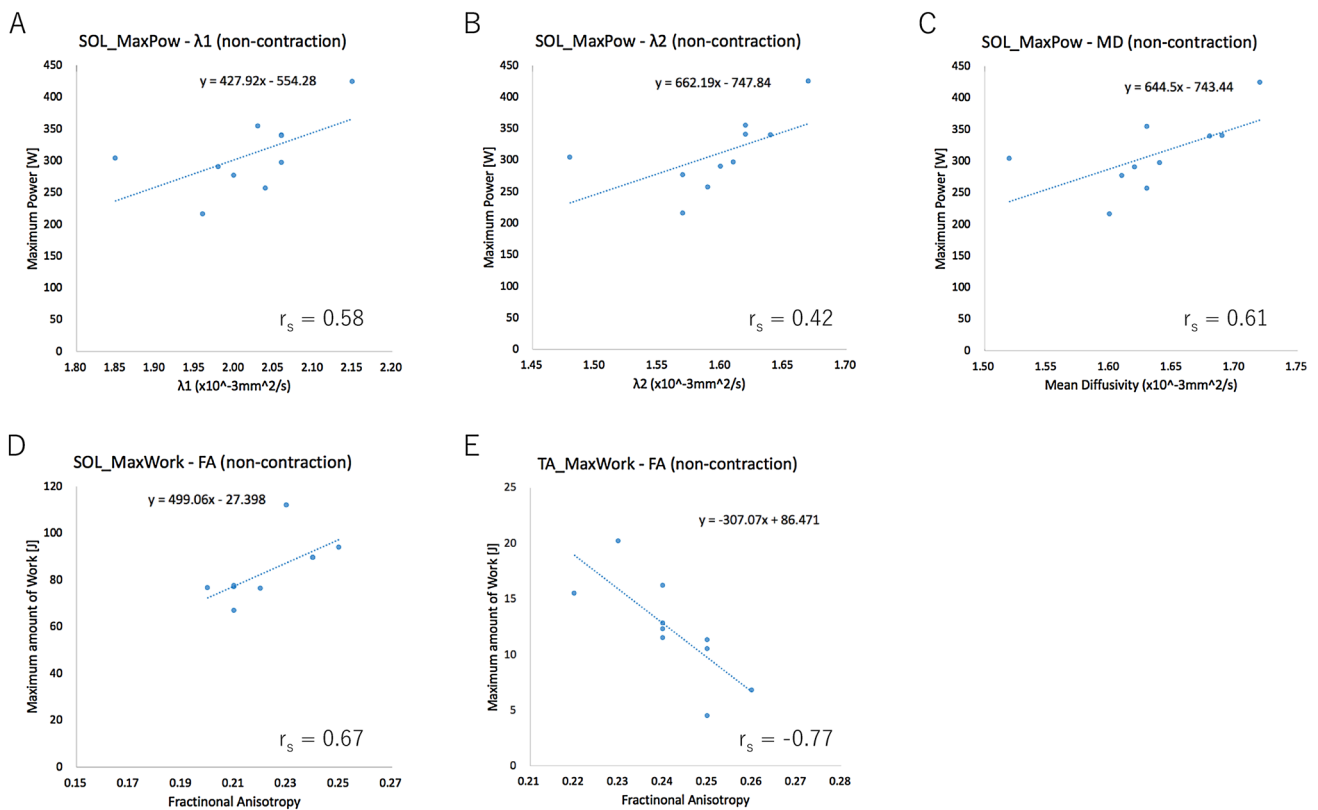 A
SOL_MaxPow - λ1 (non-contraction)
y = 427.92x - 554.28
Maximum Power [W]
450
400
350
300
250
200
150
100
50
0
1.80 1.85 1.90 1.95 2.00 2.05 2.10 2.15 2.20
λ1 (x10^-3mm^2/s)
rs = 0.58
B
SOL_MaxPow - λ2 (non-contraction)
y = 662.19x - 747.84
Maximum Power [W]
450
400
350
300
250
200
150
100
50
0
1.45 1.50 1.55 1.60 1.65 1.70
λ2 (x10^-3mm^2/s)
rs = 0.42
C
SOL_MaxPow - MD (non-contraction)
y = 644.5x - 743.44
Maximum Power [W]
450
400
350
300
250
200
150
100
50
0
1.50 1.55 1.60 1.65 1.70 1.75
Mean Diffusivity (x10^-3mm^2/s)
rs = 0.61
D
SOL_MaxWork - FA (non-contraction)
y = 499.06x - 27.398
Maximum amount of Work [J]
120
100
80
60
40
20
0
0.15 0.17 0.19 0.21 0.23 0.25 0.27
Fractinonal Anisotropy
rs = 0.67
E
TA_MaxWork - FA (non-contraction)
y = -307.07x + 86.471
Maximum amount of Work [J]
25
20
15
10
5
0
0.21 0.22 0.23 0.24 0.25 0.26 0.27 0.28
Fractinonal Anisotropy
rs = -0.77